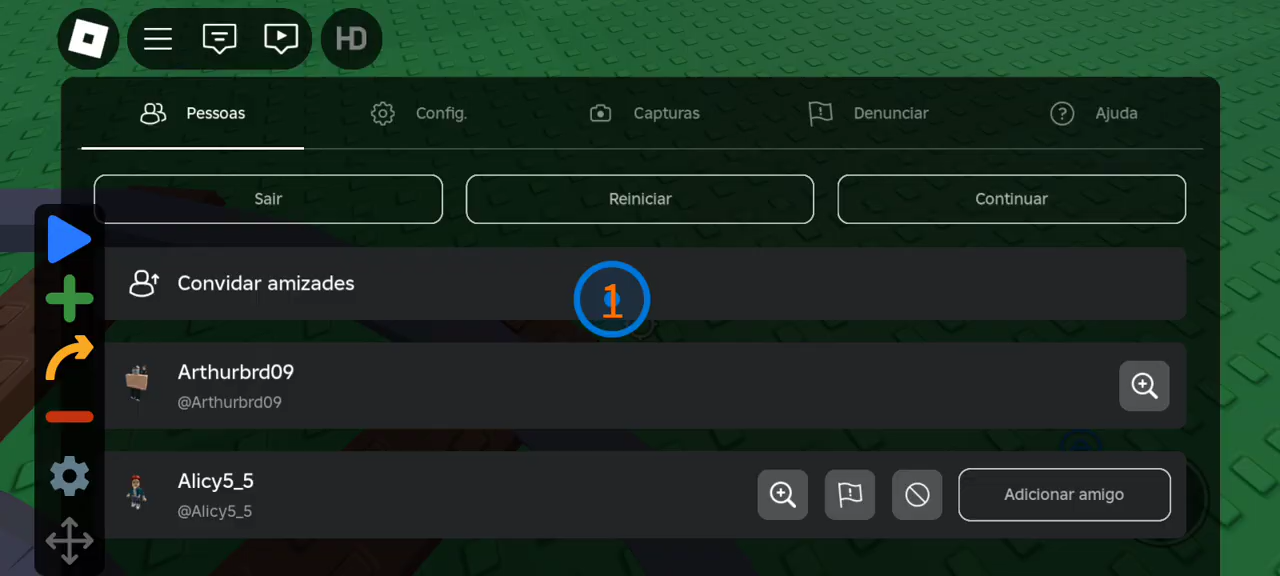 HD
Pessoas
Config.
Capturas
Denunciar
Ajuda
Sair
Reiniciar
Continuar
Convidar amizades
1
Arthurbrd09
@Arthurbrd09
Alicy5_5
@Alicy5_5
Adicionar amigo